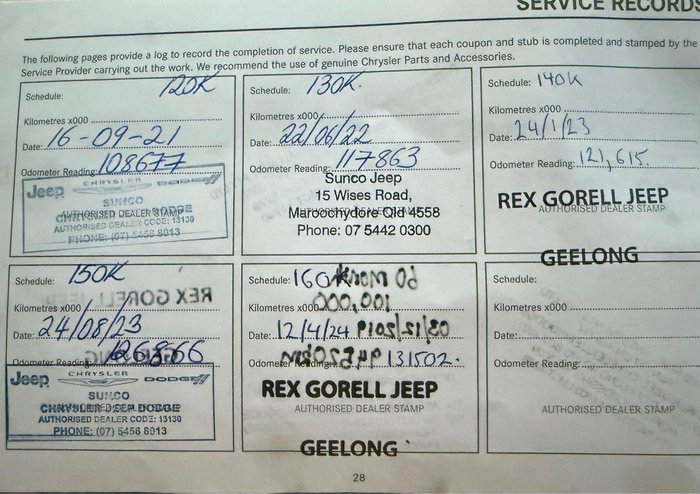 SERVICE RECORDS
The following pages provide a log to record the completion of service. Please ensure that each coupon and stub is completed and stamped by the
Service Provider carrying out the work. We recommend the use of genuine Chrysler Parts and Accessories.
Schedule: 120K
Kilometres x000
Date: 16-09-21
Odometer Reading: 108677
Jeep CHRYSLER DODGE
SUNCO
AUTHORISED DEALER STAMP
AUTHORISED DEALER CODE: 13130
PHONE: (07) 5456 8013
Schedule: 130K.
Kilometres x000
Date: 22/06/22
Odometer Reading: 117863
Sunco Jeep
15 Wises Road,
Maroochydore Qld 4558
Phone: 07 5442 0300
Schedule: 140K
Kilometres x000
Date: 24/1/23
Odometer Reading: 121,615.
REX GORELL JEEP
AUTHORISED DEALER STAMP
GEELONG
Schedule: 150K
Kilometres x000
Date: 24/08/23
Odometer Reading: 126866
Jeep CHRYSLER DODGE
SUNCO
CHRYSLER JEEP DODGE
AUTHORISED DEALER CODE: 13130
PHONE: (07) 5456 8013
Schedule: 160K
Kilometres x000
Date: 12/4/24
Odometer Reading: 131502.
REX GORELL JEEP
AUTHORISED DEALER STAMP
GEELONG
Schedule:
Kilometres x000
Date:
Odometer Reading:
AUTHORISED DEALER STAMP
28